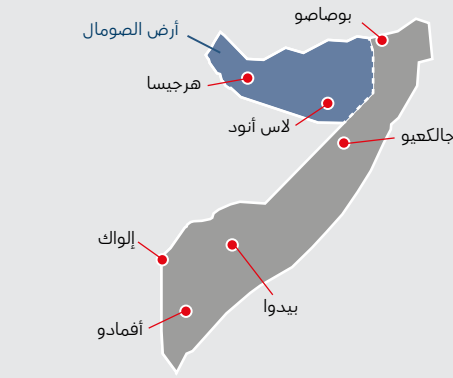 بوصاصو
أرض الصومال
هرجيسا
لاس أنود
جالكعيو
إلواك
بيدوا
أفمادو